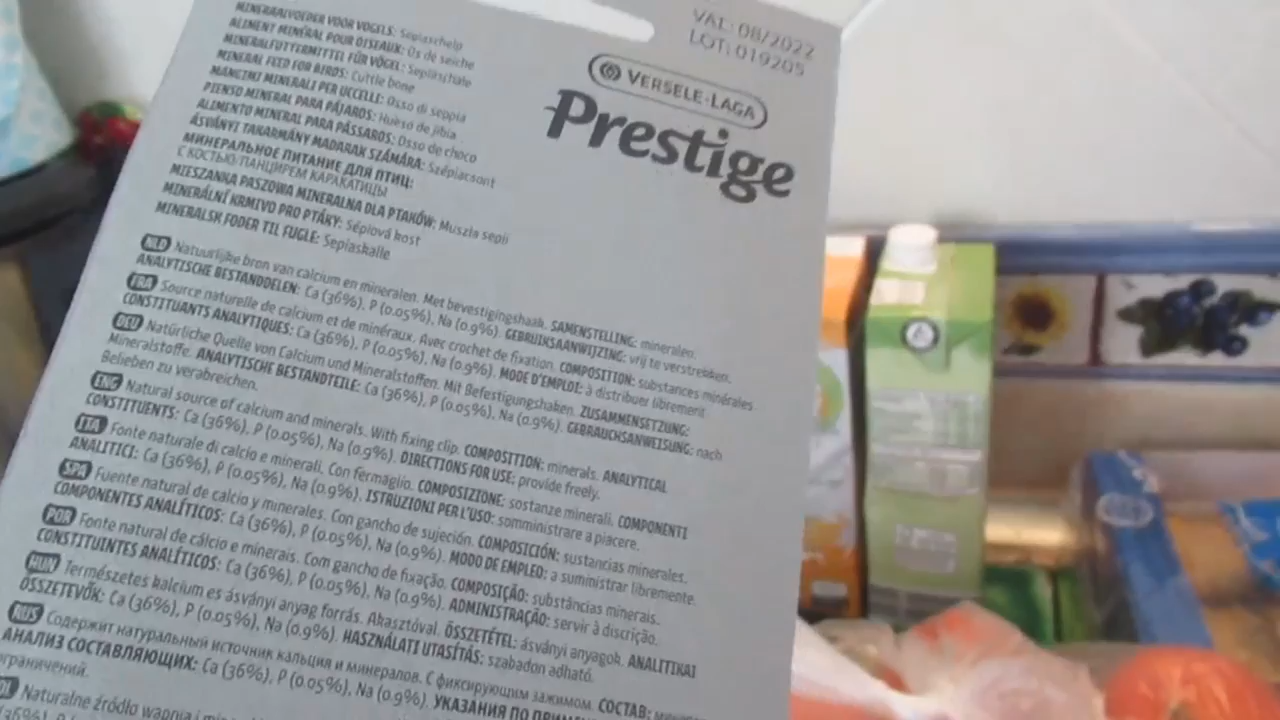 MINERAALVOEDER VOOR VOGELS: Sepiaschelp
ALIMENT MINÉRAL POUR OISEAUX: Os de seiche
MINERALFUTTERMITTEL FÜR VÖGEL: Sepiaschale
MINERAL FEED FOR BIRDS: Cuttle bone
MANGIMI MINERALI PER UCCELLE: Osso di seppia
PIENSO MINERAL PARA PÁJAROS: Hueso de jibia
ALIMENTO MINERAL PARA PÁSSAROS: Osso de choco
ÁSVÁNYI TAKARMÁNY MADARAK SZÁMÁRA: Szépiacsont
МИНЕРАЛЬНОЕ ПИТАНИЕ ДЛЯ ПТИЦ:
С КОСТЬЮ/ПАНЦИРЕМ КАРАКАТИЦЫ
MIESZANKA PASZOWA MINERALNA DLA PTAKÓW: Muszla sepii
MINERÁLNÍ KRMIVO PRO PTÁKY: Sépiová kost
MINERALSK FODER TIL FUGLE: Sepiaskalle
VAL: 08/2022
LOT: 019205
VERSELE-LAGA
Prestige
NLD Natuurlijke bron van calcium en mineralen. Met bevestigingshaak. SAMENSTELLING: mineralen.
ANALYTISCHE BESTANDDELEN: Ca (36%), P (0.05%), Na (0.9%). GEBRUIKSAANWIJZING: vrij te verstrekken.
FRA Source naturelle de calcium et de minéraux. Avec crochet de fixation. COMPOSITION: substances minérales.
CONSTITUANTS ANALYTIQUES: Ca (36%), P (0.05%), Na (0.9%). MODE D'EMPLOI: à distribuer librement
DEU Natürliche Quelle von Calcium und Mineralstoffen. Mit Befestigungshaken. ZUSAMMENSETZUNG:
Mineralstoffe. ANALYTISCHE BESTANDTEILE: Ca (36%), P (0.05%), Na (0.9%). GEBRAUCHSANWEISUNG: nach
Belieben zu verabreichen.
ENG Natural source of calcium and minerals. With fixing clip. COMPOSITION: minerals. ANALYTICAL
CONSTITUENTS: Ca (36%), P (0.05%), Na (0.9%). DIRECTIONS FOR USE: provide freely.
ITA Fonte naturale di calcio e minerali. Con fermaglio. COMPOSIZIONE: sostanze minerali. COMPONENTI
ANALITICI: Ca (36%), P (0.05%), Na (0.9%). ISTRUZIONI PER L'USO: somministrare a piacere.
SPA Fuente natural de calcio y minerales. Con gancho de sujeción. COMPOSICIÓN: sustancias minerales.
COMPONENTES ANALÍTICOS: Ca (36%), P (0.05%), Na (0.9%). MODO DE EMPLEO: a suministrar libremente.
POR Fonte natural de cálcio e minerais. Com gancho de fixação. COMPOSIÇÃO: substâncias minerais.
CONSTITUINTES ANALÍTICOS: Ca (36%), P (0.05%), Na (0.9%). ADMINISTRAÇÃO: servir à discrição.
HUN Természetes kalcium es ásványi anyag forrás. Akasztóval. ÖSSZETÉTEL: ásványi anyagok. ANALITIKAI
ÖSSZETEVŐK: Ca (36%), P (0.05%), Na (0.9%). HASZNÁLATI UTASÍTÁS: szabadon adható.
RUS Содержит натуральный источник кальция и минералов. С фиксирующим зажимом. СОСТАВ:
АНАЛИЗ СОСТАВЛЯЮЩИХ: Ca (36%), P (0.05%), Na (0.9%). УКАЗАНИЯ ПО
ограничений.
Naturalne źródło wapnia i